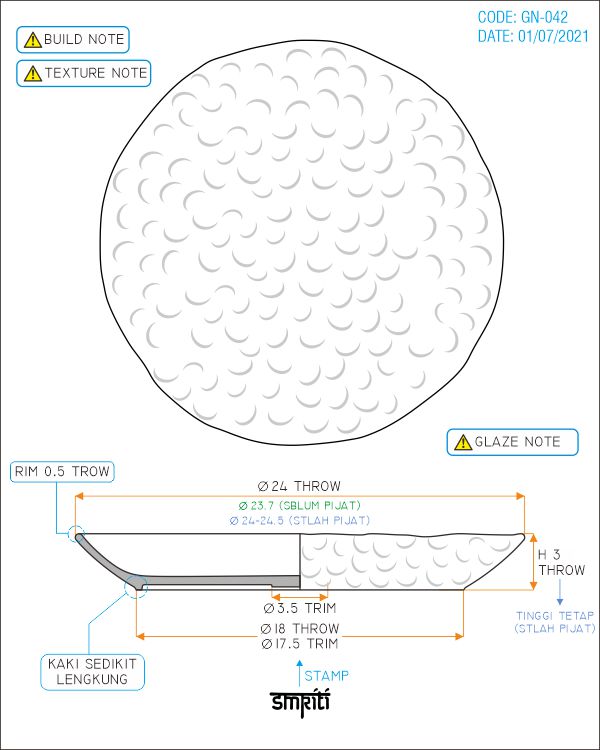 CODE: GN-042
DATE: 01/07/2021
BUILD NOTE
TEXTURE NOTE
GLAZE NOTE
RIM 0.5 TROW
Ø 24 THROW
Ø 23.7 (SBLUM PIJAT)
Ø 24-24.5 (STLAH PIJAT)
H 3
THROW
TINGGI TETAP
(STLAH PIJAT)
Ø 3.5 TRIM
Ø 18 THROW
Ø 17.5 TRIM
KAKI SEDIKIT
LENGKUNG
STAMP
smkiti